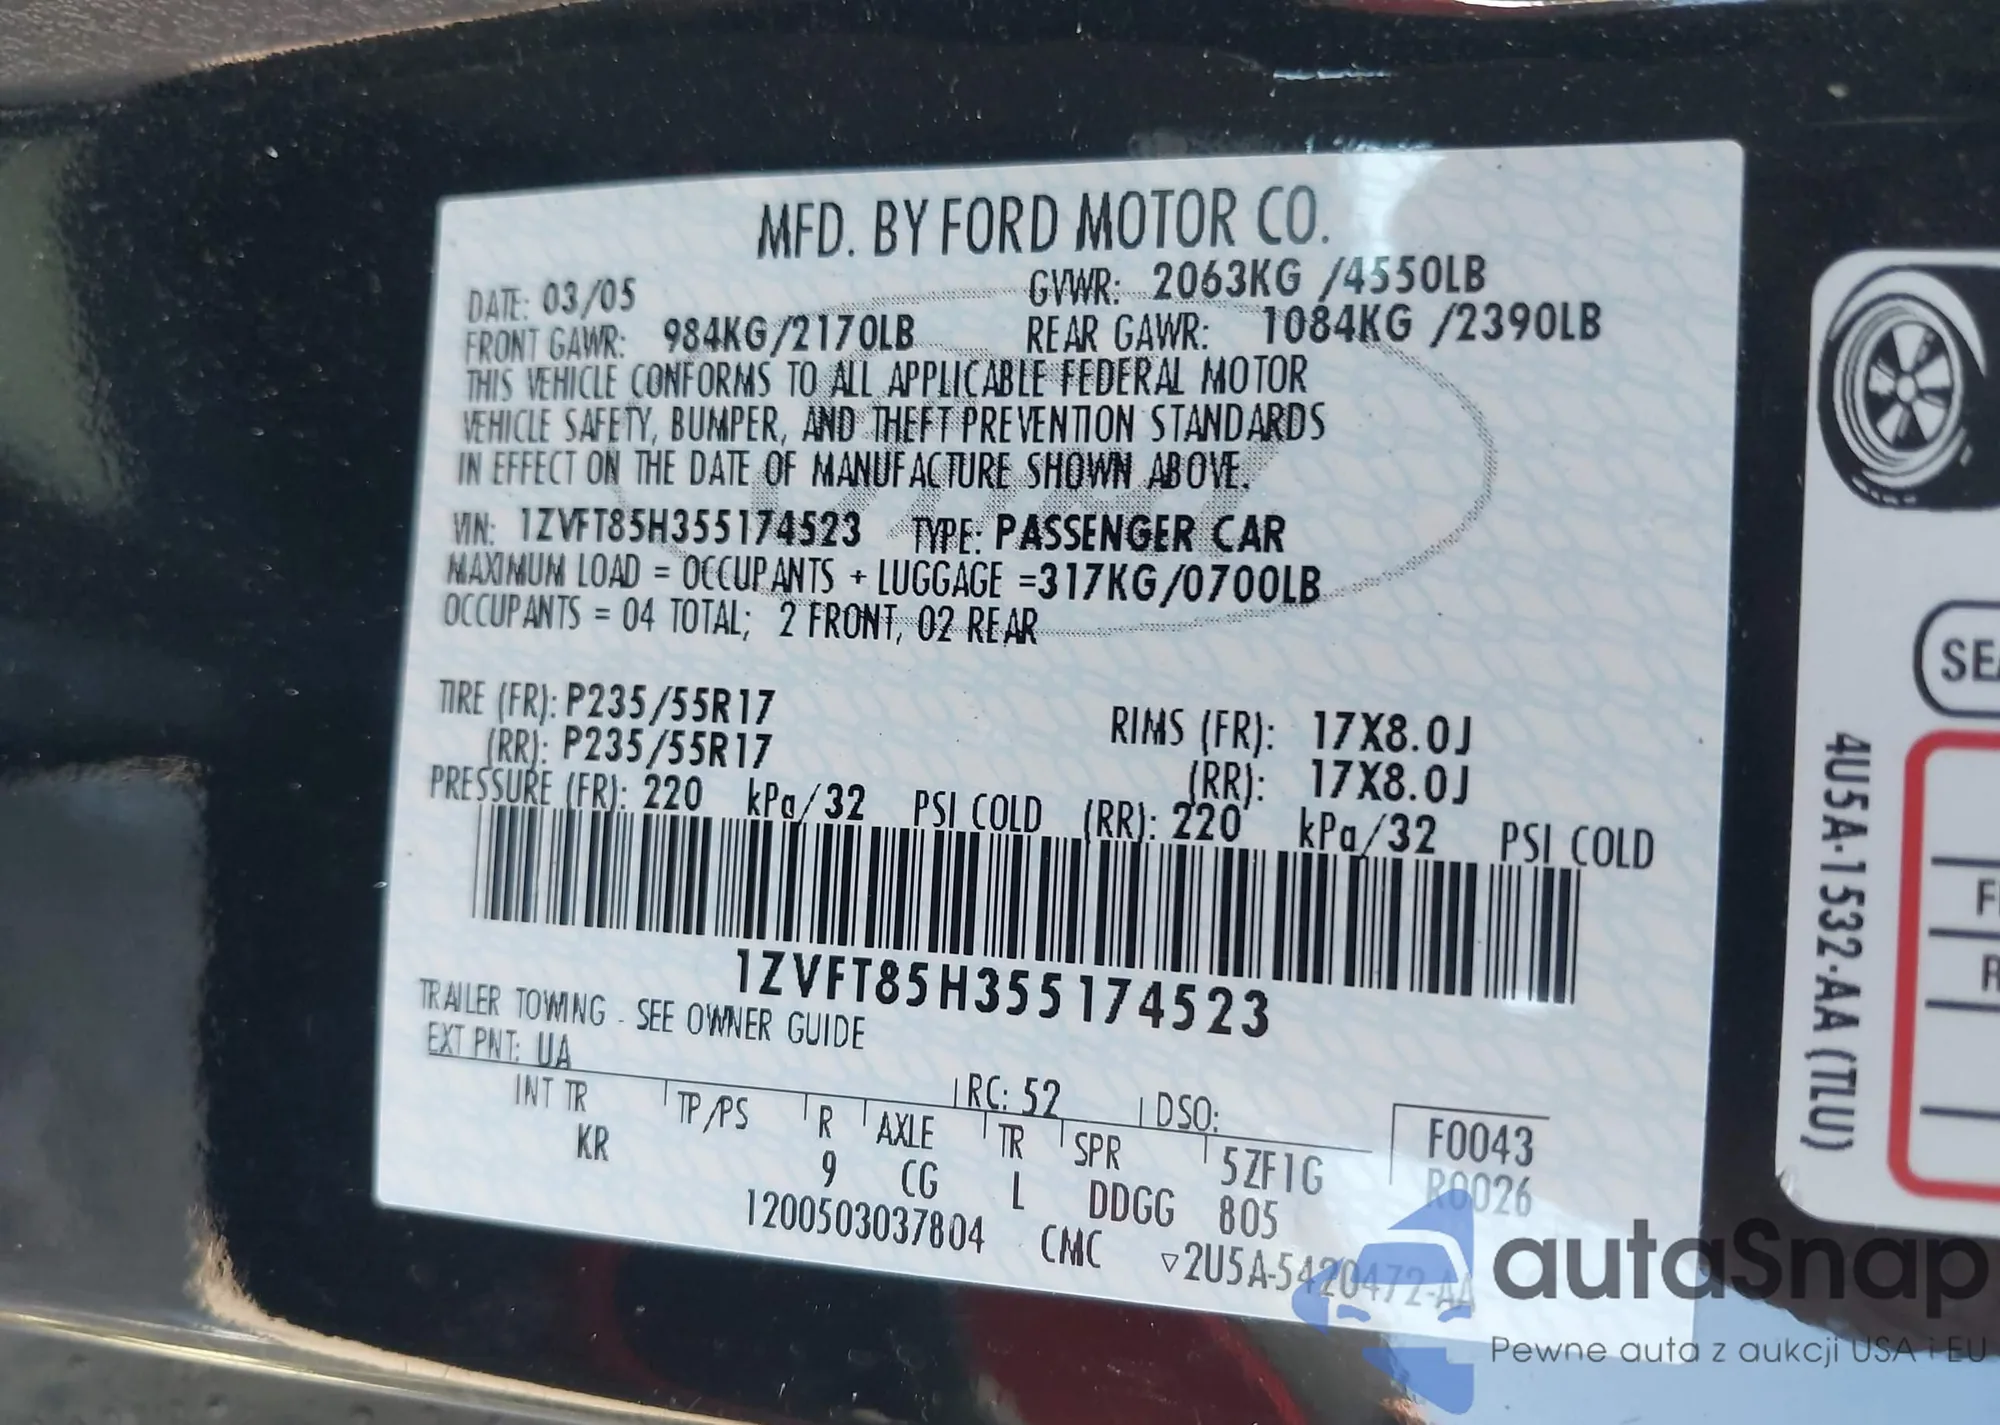 MFD. BY FORD MOTOR CO.
DATE: 03/05 GVWR: 2063KG /4550LB
FRONT GAWR: 984KG/2170LB REAR GAWR: 1084KG /2390LB
THIS VEHICLE CONFORMS TO ALL APPLICABLE FEDERAL MOTOR
VEHICLE SAFETY, BUMPER, AND THEFT PREVENTION STANDARDS
IN EFFECT ON THE DATE OF MANUFACTURE SHOWN ABOVE.
VIN: 1ZVFT85H355174523 TYPE: PASSENGER CAR
MAXIMUM LOAD = OCCUPANTS + LUGGAGE =317KG/0700LB
OCCUPANTS = 04 TOTAL; 2 FRONT, 02 REAR
TIRE (FR): P235/55R17 RIMS (FR): 17X8.0J
(RR): P235/55R17 (RR): 17X8.0J
PRESSURE (FR): 220 kPa/32 PSI COLD (RR): 220 kPa/32 PSI COLD
1ZVFT85H355174523
TRAILER TOWING - SEE OWNER GUIDE
EXT PNT: UA RC: 52 DSO:
INT TR TP/PS R AXLE TR SPR 5ZF1G F0043
KR 9 CG L DDGG 805 R0026
1200503037804 CMC ▽2U5A-5420472-AA
4U5A-1532-AA (TLU)
SEA
F
R
autaSnap
Pewne auta z aukcji USA i EU